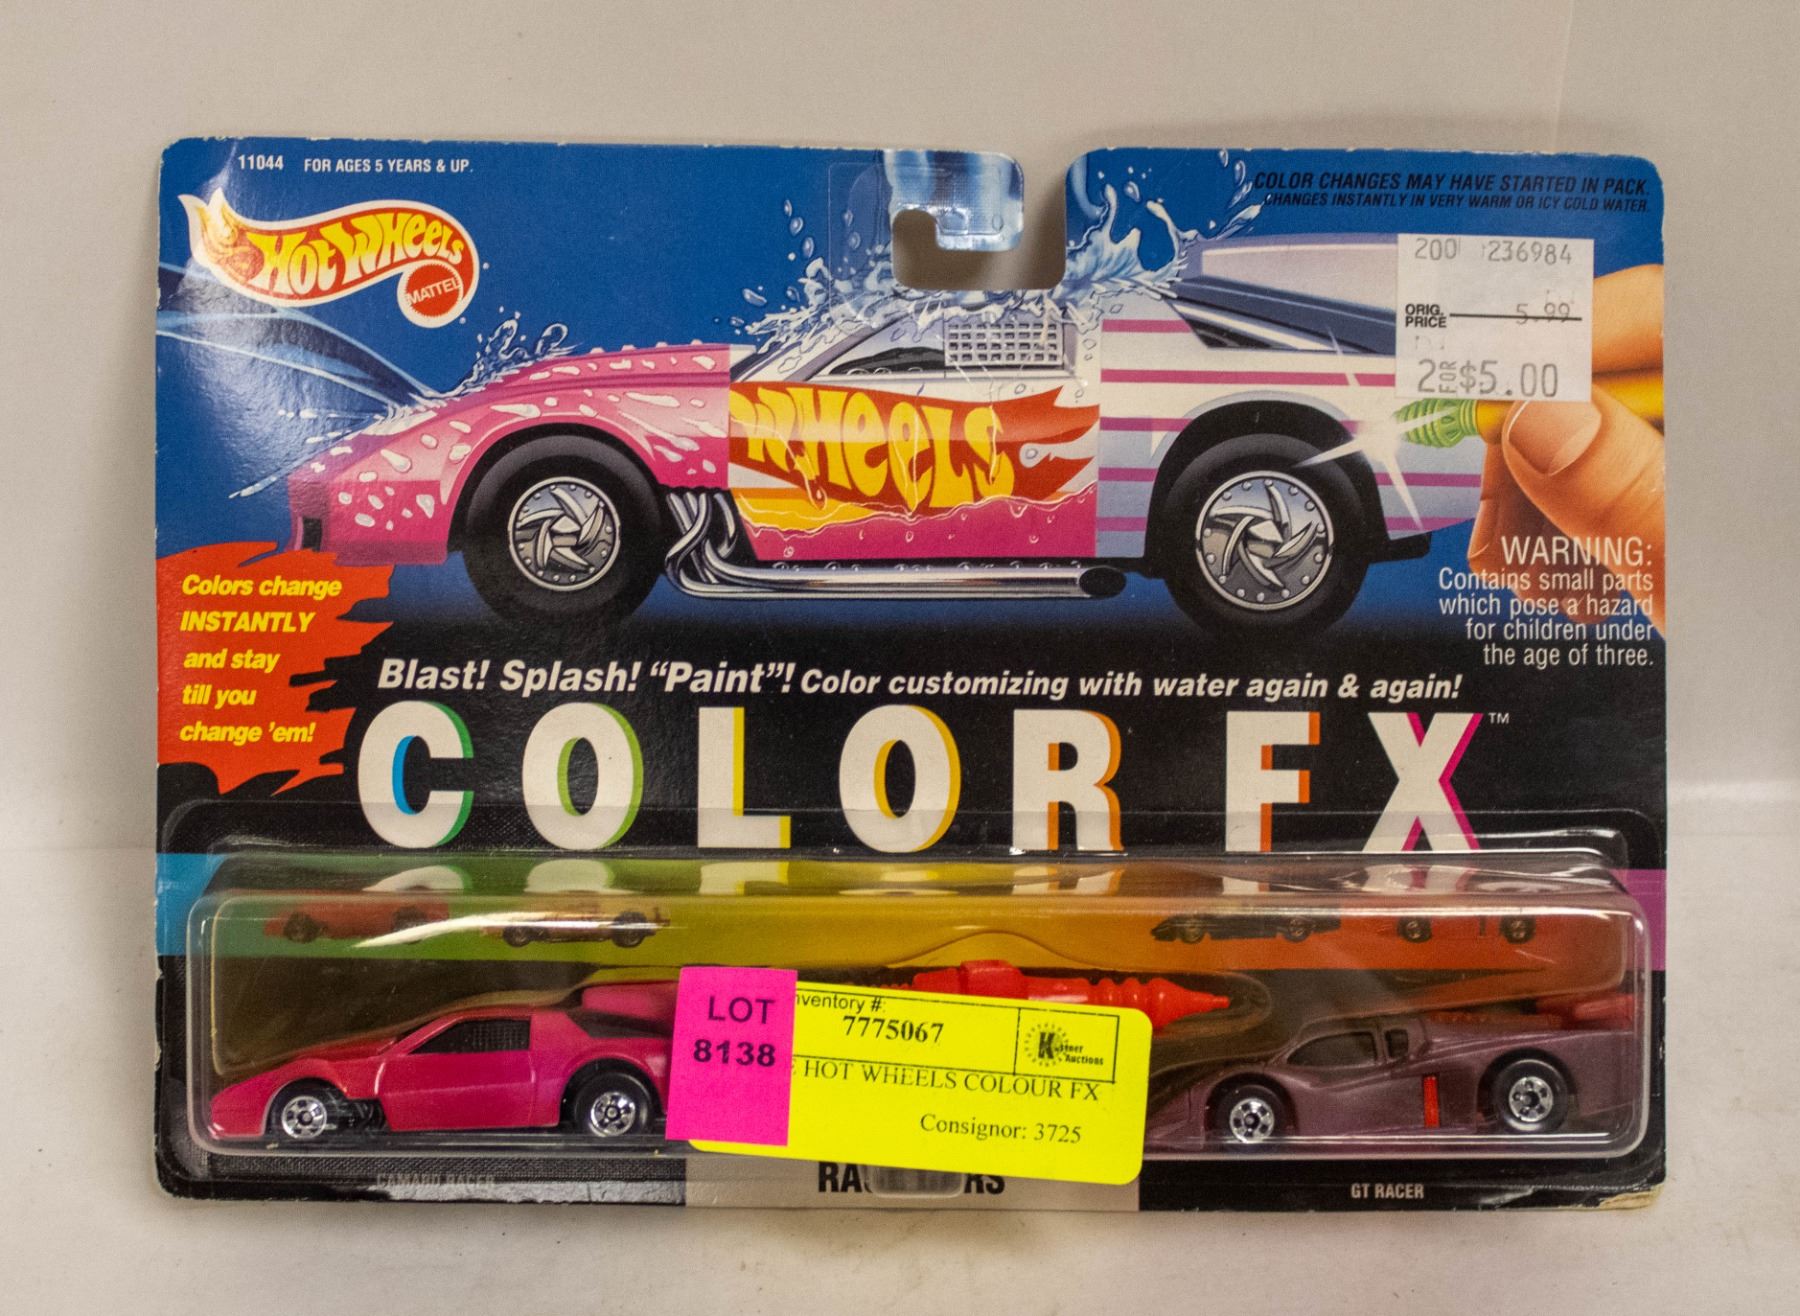 11044 FOR AGES 5 YEARS & UP.
HOT WHEELS
MATTEL
COLOR CHANGES MAY HAVE STARTED IN PACK.
CHANGES INSTANTLY IN VERY WARM OR ICY COLD WATER.
200 236984
ORIG. PRICE 5.99
2 FOR $5.00
WHEELS
WARNING:
Contains small parts
which pose a hazard
for children under
the age of three.
Colors change
INSTANTLY
and stay
till you
change 'em!
Blast! Splash! "Paint"! Color customizing with water again & again!
COLOR FX™
LOT
8138
nventory #:
7775067
Auctions
HOT WHEELS COLOUR FX
Consignor: 3725
CAMARO RACER
GT RACER